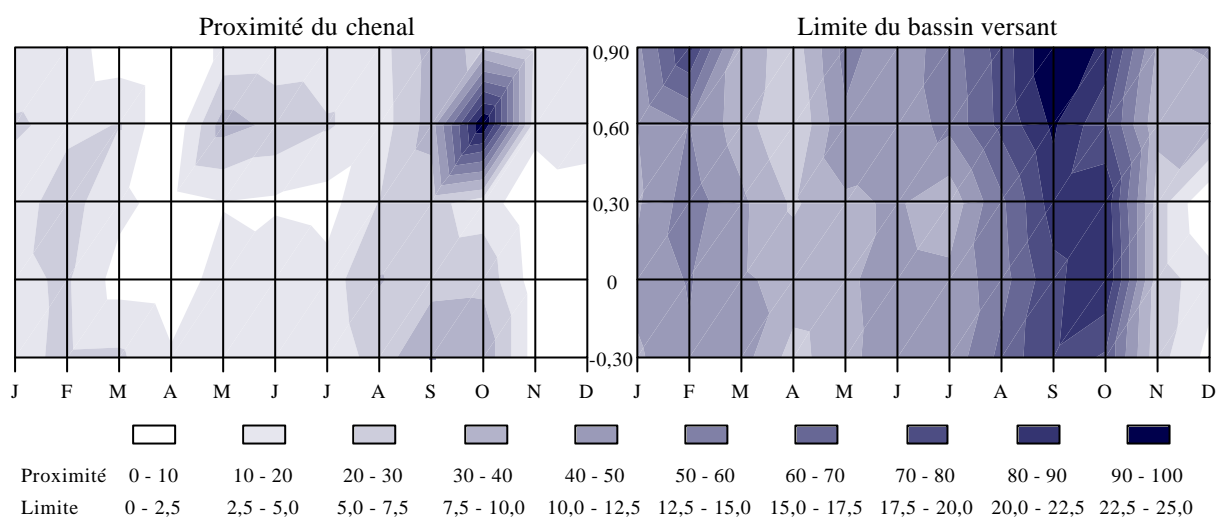 Proximité du chenal
Limite du bassin versant
0,90
0,60
0,30
0
-0,30
J F M A M J J A S O N D
J F M A M J J A S O N D
Proximité 0 - 10 10 - 20 20 - 30 30 - 40 40 - 50 50 - 60 60 - 70 70 - 80 80 - 90 90 - 100
Limite 0 - 2,5 2,5 - 5,0 5,0 - 7,5 7,5 - 10,0 10,0 - 12,5 12,5 - 15,0 15,0 - 17,5 17,5 - 20,0 20,0 - 22,5 22,5 - 25,0